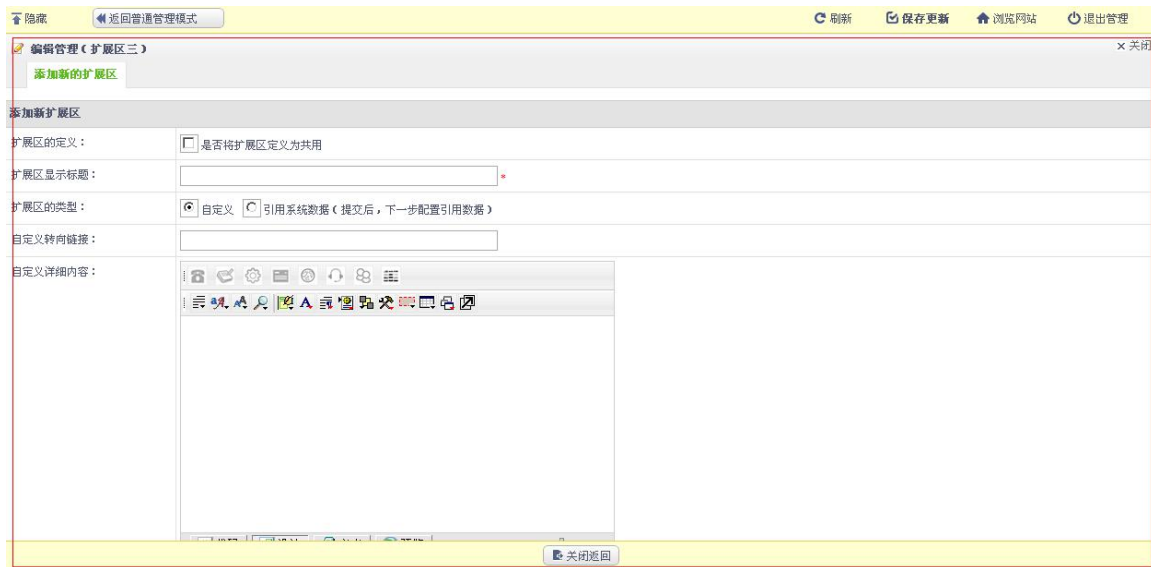 隐藏 返回普通管理模式 刷新 保存更新 浏览网站 退出管理
编辑管理(扩展区三) × 关闭
添加新的扩展区
添加新扩展区
扩展区的定义: 是否将扩展区定义为共用
扩展区显示标题: *
扩展区的类型: 自定义 引用系统数据(提交后,下一步配置引用数据)
自定义转向链接:
自定义详细内容:
关闭返回